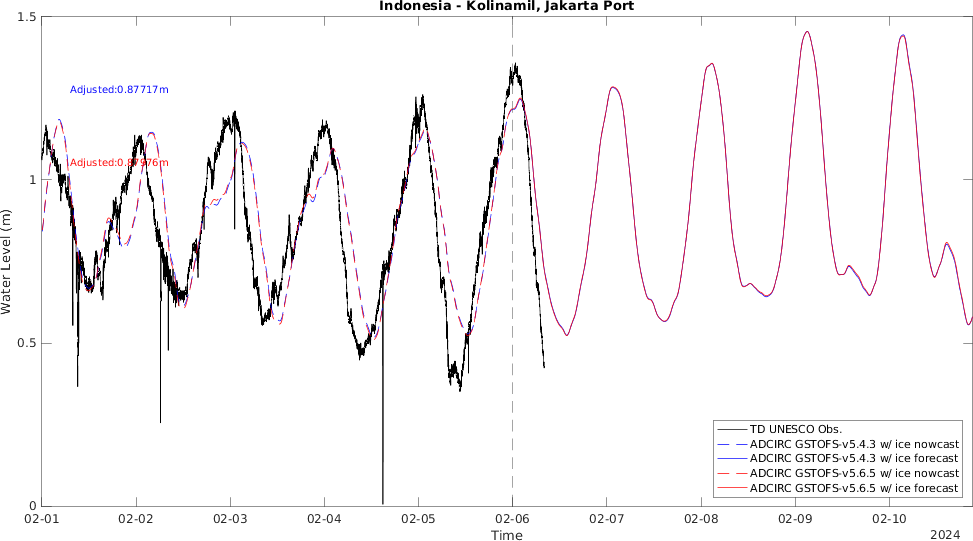 Indonesia - Kolinamil, Jakarta Port
1.5
Adjusted:0.87717m
Adjusted:0.87976m
1
Water Level (m)
0.5
TD UNESCO Obs.
ADCIRC GSTOFS-v5.4.3 w/ ice nowcast
ADCIRC GSTOFS-v5.4.3 w/ ice forecast
ADCIRC GSTOFS-v5.6.5 w/ ice nowcast
ADCIRC GSTOFS-v5.6.5 w/ ice forecast
0
02-01 02-02 02-03 02-04 02-05 02-06 02-07 02-08 02-09 02-10
Time
2024